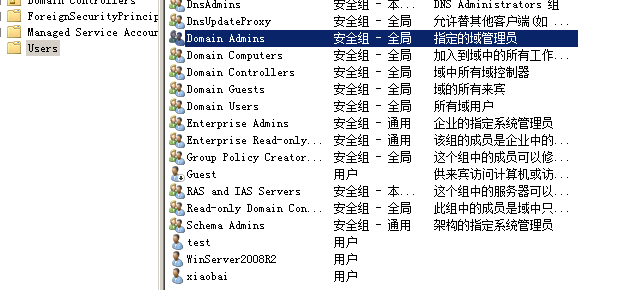 Domain Controllers
ForeignSecurityPrincip
Managed Service Accoun
Users
DnsAdmins 安全组 - 本... DNS Administrators 组
DnsUpdateProxy 安全组 - 全局 允许替其他客户端(如...
Domain Admins 安全组 - 全局 指定的域管理员
Domain Computers 安全组 - 全局 加入到域中的所有工作...
Domain Controllers 安全组 - 全局 域中所有域控制器
Domain Guests 安全组 - 全局 域的所有来宾
Domain Users 安全组 - 全局 所有域用户
Enterprise Admins 安全组 - 通用 企业的指定系统管理员
Enterprise Read-only... 安全组 - 通用 该组的成员是企业中的...
Group Policy Creator... 安全组 - 全局 这个组中的成员可以修...
Guest 用户 供来宾访问计算机或访...
RAS and IAS Servers 安全组 - 本... 这个组中的服务器可以...
Read-only Domain Con... 安全组 - 全局 此组中的成员是域中只...
Schema Admins 安全组 - 通用 架构的指定系统管理员
test 用户
WinServer2008R2 用户
xiaobai 用户